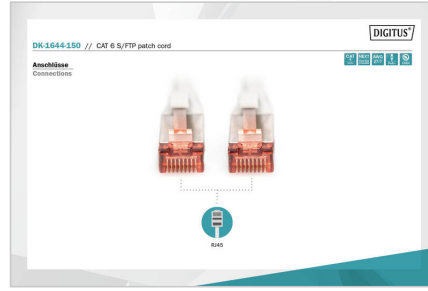 DIGITUS®
DK-1644-150 // CAT 6 S/FTP patch cord
Anschlüsse
Connections
RJ45